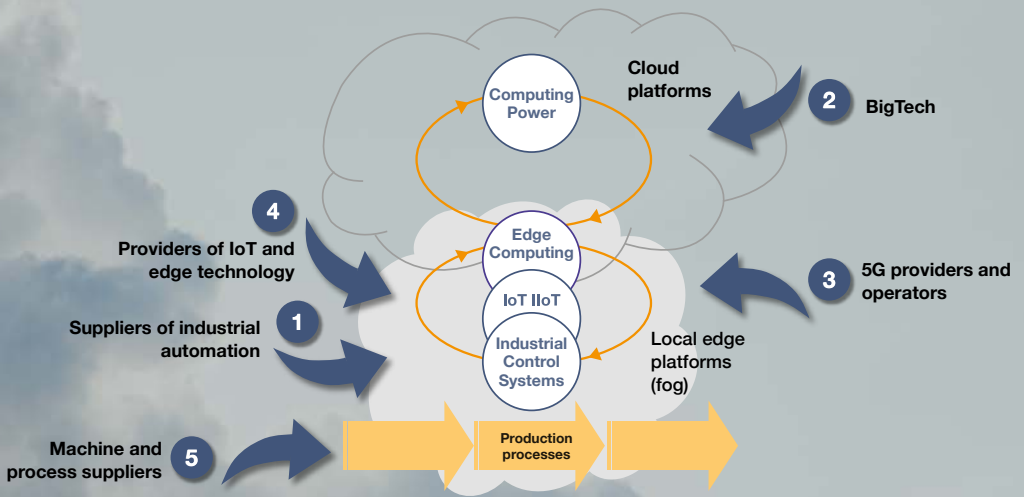 Computing
Power
Cloud
platforms
2
BigTech
4
Providers of IoT and
edge technology
Edge
Computing
3
5G providers and
operators
IoT IIoT
1
Suppliers of industrial
automation
Industrial
Control
Systems
Local edge
platforms
(fog)
Production
processes
Machine and
process suppliers
5